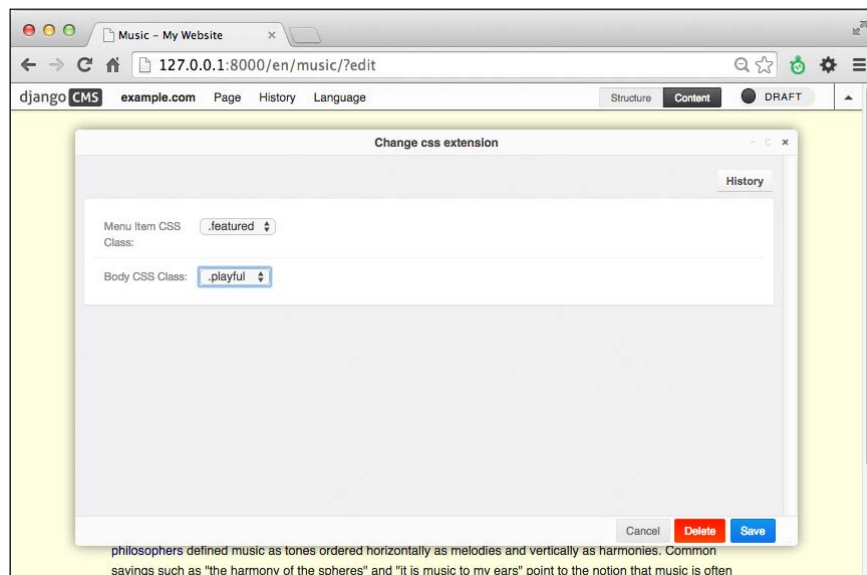 Music - My Website
127.0.0.1:8000/en/music/?edit
django CMS example.com Page History Language Structure Content DRAFT
Change css extension
History
Menu Item CSS Class: .featured
Body CSS Class: .playful
Cancel Delete Save
philosophers defined music as tones ordered horizontally as melodies and vertically as harmonies. Common
sayings such as "the harmony of the spheres" and "it is music to my ears" point to the notion that music is often